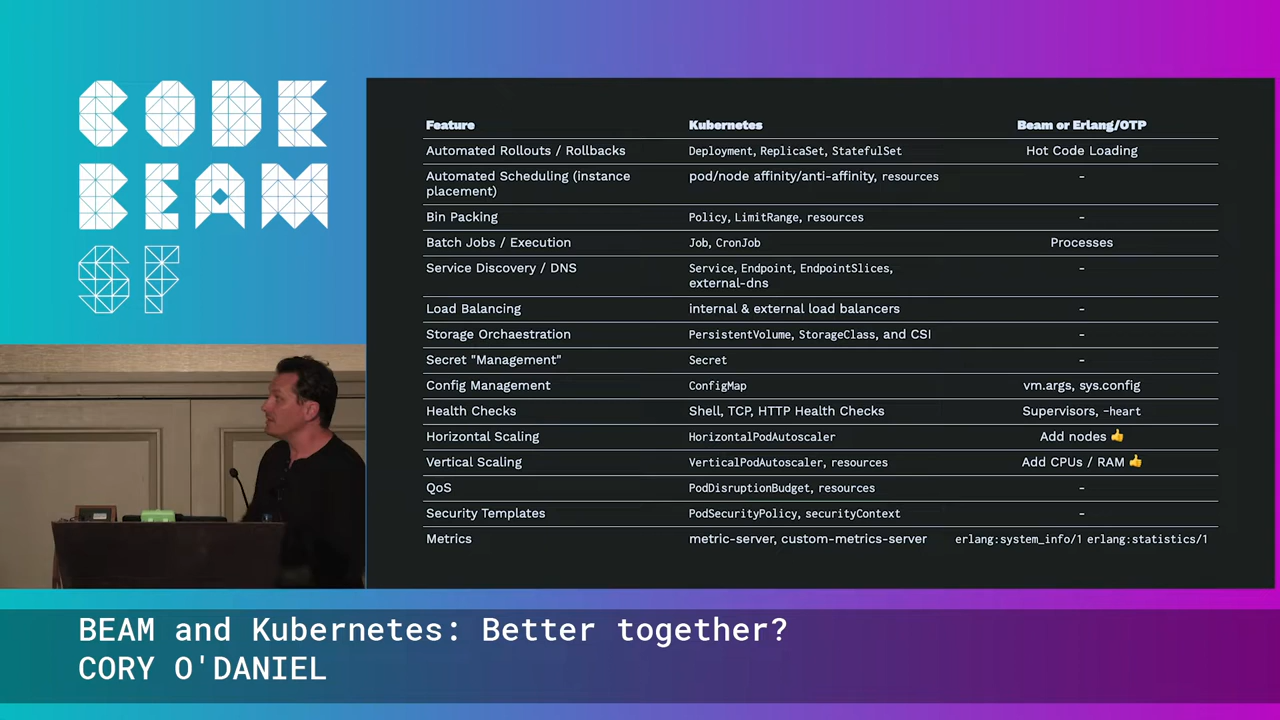 CODE
BEAM
SF
Feature Kubernetes Beam or Erlang/OTP
Automated Rollouts / Rollbacks Deployment, ReplicaSet, StatefulSet Hot Code Loading
Automated Scheduling (instance pod/node affinity/anti-affinity, resources -
placement)
Bin Packing Policy, LimitRange, resources -
Batch Jobs / Execution Job, CronJob Processes
Service Discovery / DNS Service, Endpoint, EndpointSlices, -
external-dns
Load Balancing internal & external load balancers -
Storage Orchaestration PersistentVolume, StorageClass, and CSI -
Secret "Management" Secret -
Config Management ConfigMap vm.args, sys.config
Health Checks Shell, TCP, HTTP Health Checks Supervisors, -heart
Horizontal Scaling HorizontalPodAutoscaler Add nodes 👍
Vertical Scaling VerticalPodAutoscaler, resources Add CPUs / RAM 👍
QoS PodDisruptionBudget, resources -
Security Templates PodSecurityPolicy, securityContext -
Metrics metric-server, custom-metrics-server erlang:system_info/1 erlang:statistics/1
BEAM and Kubernetes: Better together?
CORY O'DANIEL